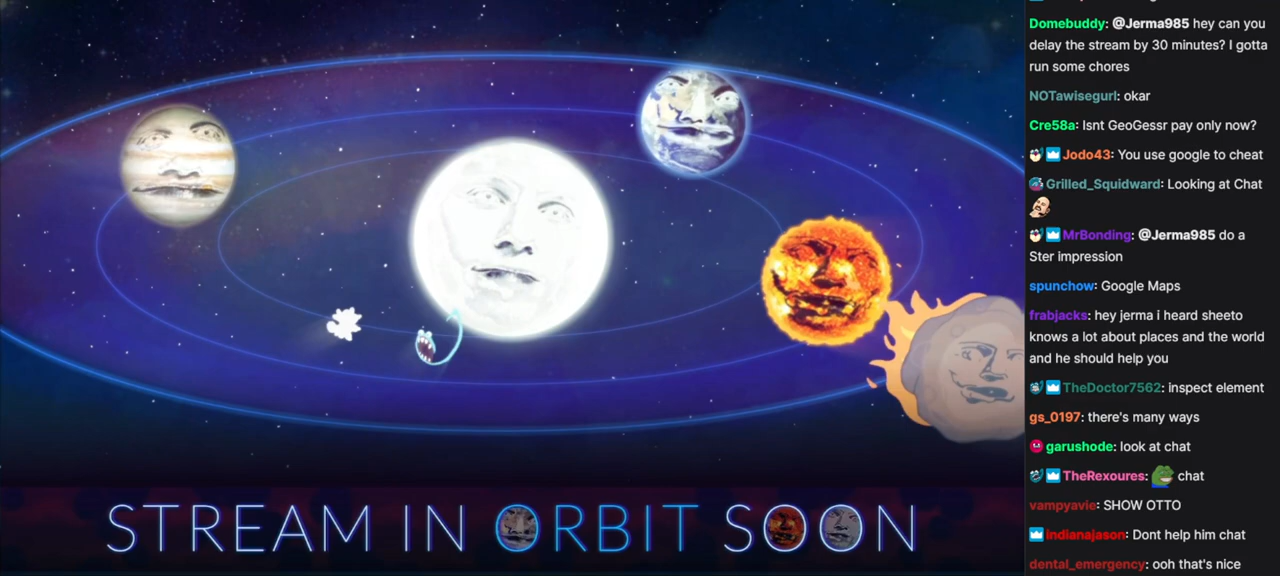 STREAM IN ORBIT SOON
Domebuddy: @Jerma985 hey can you
delay the stream by 30 minutes? I gotta
run some chores
NOTawisegurl: okar
Cre58a: Isnt GeoGessr pay only now?
Jodo43: You use google to cheat
Grilled_Squidward: Looking at Chat
MrBonding: @Jerma985 do a
Ster impression
spunchow: Google Maps
frabjacks: hey jerma i heard sheeto
knows a lot about places and the world
and he should help you
TheDoctor7562: inspect element
gs_0197: there's many ways
garushode: look at chat
TheRexoures: chat
vampyavio: SHOW OTTO
indianajason: Dont help him chat
dental_emergency: ooh that's nice